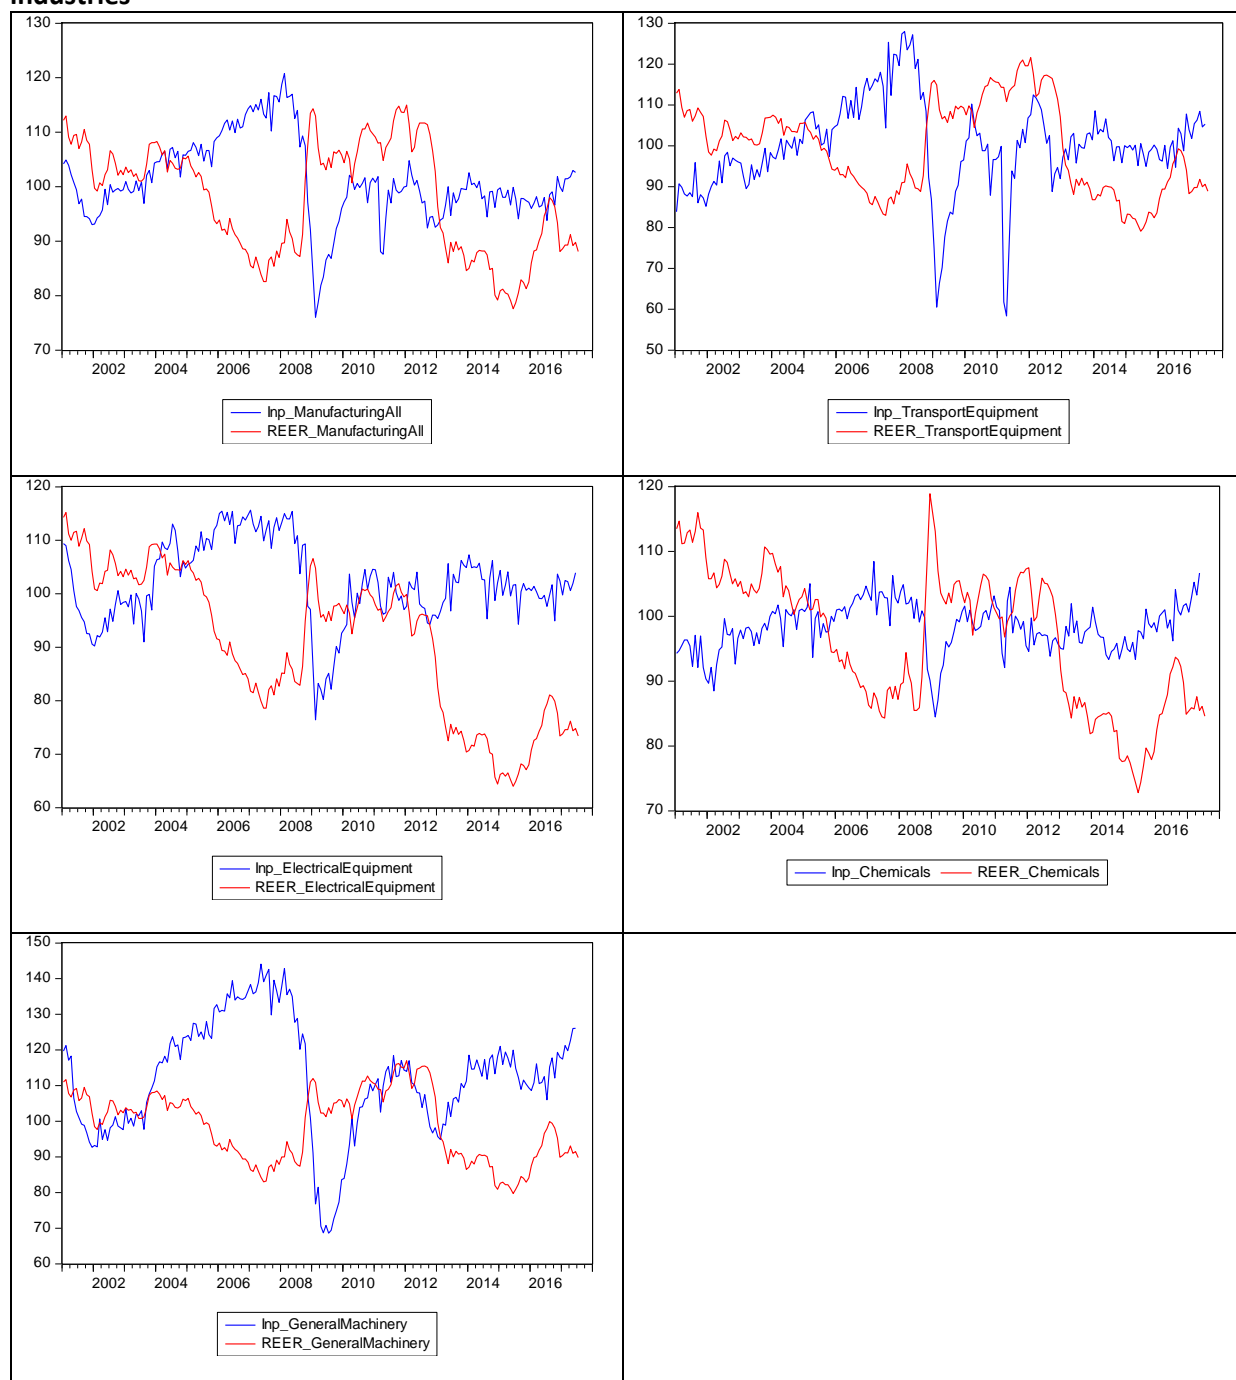 industries
130
120
110
100
90
80
70
2002 2004 2006 2008 2010 2012 2014 2016
Inp_ManufacturingAll
REER_ManufacturingAll
130
120
110
100
90
80
70
60
50
2002 2004 2006 2008 2010 2012 2014 2016
Inp_TransportEquipment
REER_TransportEquipment
120
110
100
90
80
70
60
2002 2004 2006 2008 2010 2012 2014 2016
Inp_ElectricalEquipment
REER_ElectricalEquipment
120
110
100
90
80
70
2002 2004 2006 2008 2010 2012 2014 2016
Inp_Chemicals REER_Chemicals
150
140
130
120
110
100
90
80
70
60
2002 2004 2006 2008 2010 2012 2014 2016
Inp_GeneralMachinery
REER_GeneralMachinery